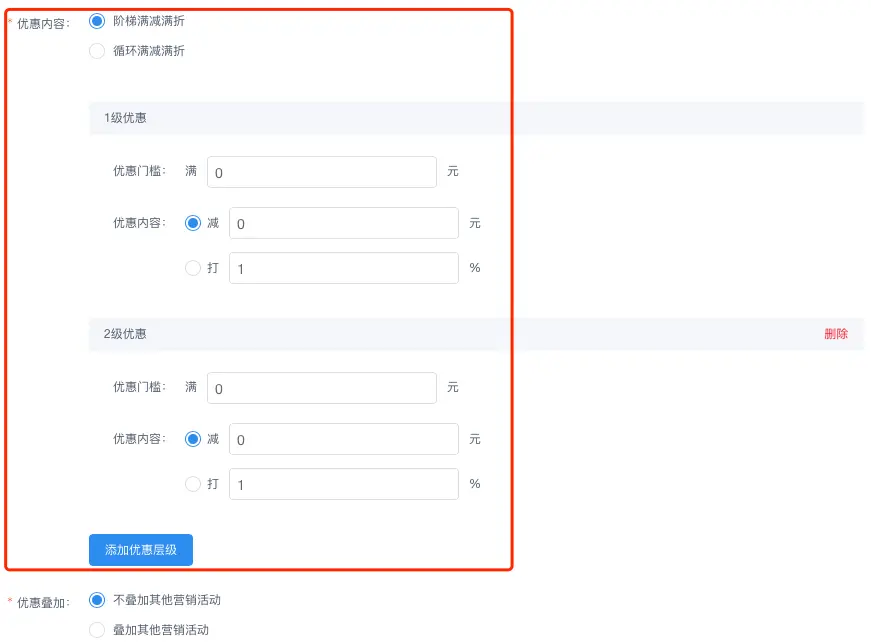 * 优惠内容： 阶梯满减满折
循环满减满折
1级优惠
优惠门槛： 满 0 元
优惠内容： 减 0 元
打 1 %
2级优惠 删除
优惠门槛： 满 0 元
优惠内容： 减 0 元
打 1 %
添加优惠层级
* 优惠叠加： 不叠加其他营销活动
叠加其他营销活动